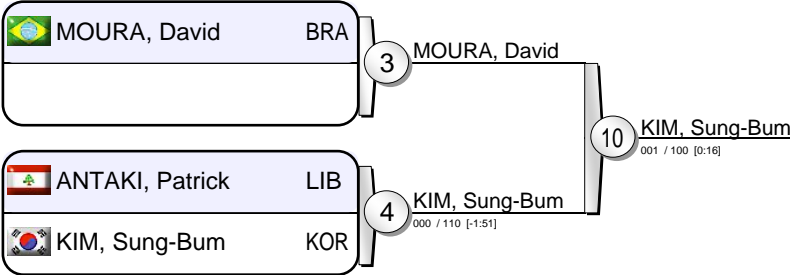 MOURA, David BRA
3
MOURA, David
10
KIM, Sung-Bum
001 / 100 [0:16]
ANTAKI, Patrick LIB
4
KIM, Sung-Bum
000 / 110 [-1:51]
KIM, Sung-Bum KOR